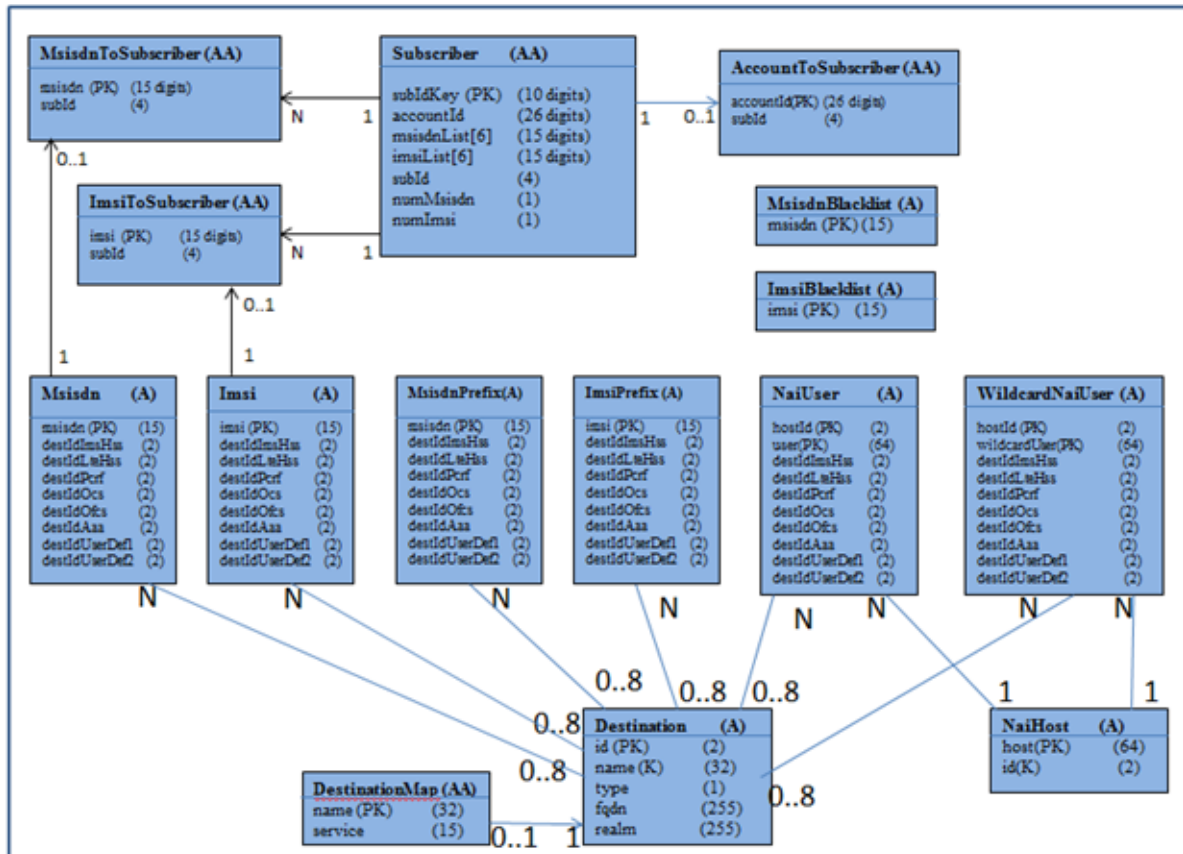 MsisdnToSubscriber (AA)
msisdn (PK) (15 digits)
subId (4)
Subscriber (AA)
subIdKey (PK) (10 digits)
accountId (26 digits)
msisdnList[6] (15 digits)
imsiList[6] (15 digits)
subId (4)
numMsisdn (1)
numImsi (1)
AccountToSubscriber (AA)
accountId(PK) (26 digits)
subId (4)
N 1
1 0..1
0..1
ImsiToSubscriber (AA)
imsi (PK) (15 digits)
subId (4)
N 1
MsisdnBlacklist (A)
msisdn (PK) (15)
ImsiBlacklist (A)
imsi (PK) (15)
0..1
1 1
Msisdn (A)
msisdn (PK) (15)
destIdImsHss (2)
destIdLteHss (2)
destIdPcrf (2)
destIdOcs (2)
destIdOfcs (2)
destIdAaa (2)
destIdUserDef1 (2)
destIdUserDef2 (2)
Imsi (A)
imsi (PK) (15)
destIdImsHss (2)
destIdLteHss (2)
destIdPcrf (2)
destIdOcs (2)
destIdOfcs (2)
destIdAaa (2)
destIdUserDef1 (2)
destIdUserDef2 (2)
MsisdnPrefix(A)
msisdn (PK) (15)
destIdImsHss (2)
destIdLteHss (2)
destIdPcrf (2)
destIdOcs (2)
destIdOfcs (2)
destIdAaa (2)
destIdUserDef1 (2)
destIdUserDef2 (2)
ImsiPrefix (A)
imsi (PK) (15)
destIdImsHss (2)
destIdLteHss (2)
destIdPcrf (2)
destIdOcs (2)
destIdOfcs (2)
destIdAaa (2)
destIdUserDef1 (2)
destIdUserDef2 (2)
NaiUser (A)
hostId (PK) (2)
user(PK) (64)
destIdImsHss (2)
destIdLteHss (2)
destIdPcrf (2)
destIdOcs (2)
destIdOfcs (2)
destIdAaa (2)
destIdUserDef1 (2)
destIdUserDef2 (2)
WildcardNaiUser (A)
hostId (PK) (2)
wildcardUser(PK) (64)
destIdImsHss (2)
destIdLteHss (2)
destIdPcrf (2)
destIdOcs (2)
destIdOfcs (2)
destIdAaa (2)
destIdUserDef1 (2)
destIdUserDef2 (2)
N N N N N N N N
0..8 0..8 0..8 1 1
0..8
0..8
0..8
Destination (A)
id (PK) (2)
name (K) (32)
type (1)
fqdn (255)
realm (255)
NaiHost (A)
host(PK) (64)
id(K) (2)
DestinationMap (AA)
name (PK) (32)
service (15)
0..1 1